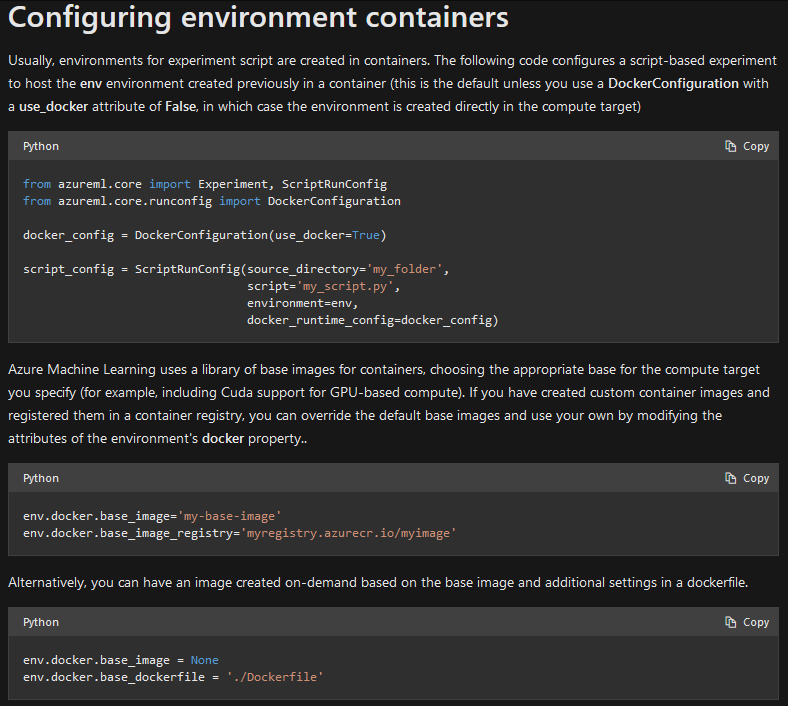 Configuring environment containers
Usually, environments for experiment script are created in containers. The following code configures a script-based experiment
to host the env environment created previously in a container (this is the default unless you use a DockerConfiguration with
a use_docker attribute of False, in which case the environment is created directly in the compute target)
Python
Copy
from azureml.core import Experiment, ScriptRunConfig
from azureml.core.runconfig import DockerConfiguration
docker_config = DockerConfiguration(use_docker=True)
script_config = ScriptRunConfig(source_directory='my_folder',
script='my_script.py',
environment=env,
docker_runtime_config=docker_config)
Azure Machine Learning uses a library of base images for containers, choosing the appropriate base for the compute target
you specify (for example, including Cuda support for GPU-based compute). If you have created custom container images and
registered them in a container registry, you can override the default base images and use your own by modifying the
attributes of the environment's docker property..
Python
Copy
env.docker.base_image='my-base-image'
env.docker.base_image_registry='myregistry.azurecr.io/myimage'
Alternatively, you can have an image created on-demand based on the base image and additional settings in a dockerfile.
Python
Copy
env.docker.base_image = None
env.docker.base_dockerfile = './Dockerfile'